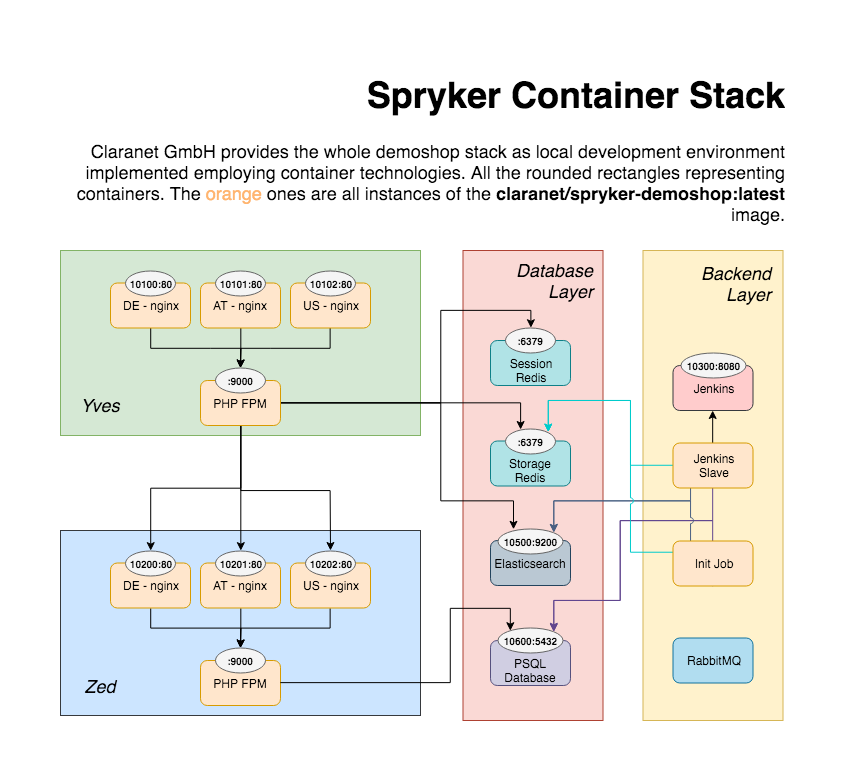 Spryker Container Stack
Claranet GmbH provides the whole demoshop stack as local development environment
implemented employing container technologies. All the rounded rectangles representing
containers. The orange ones are all instances of the claranet/spryker-demoshop:latest
image.
10100:80
DE - nginx
10101:80
AT - nginx
10102:80
US - nginx
:9000
PHP FPM
Yves
10200:80
DE - nginx
10201:80
AT - nginx
10202:80
US - nginx
:9000
PHP FPM
Zed
Database
Layer
:6379
Session
Redis
:6379
Storage
Redis
10500:9200
Elasticsearch
10600:5432
PSQL
Database
Backend
Layer
10300:8080
Jenkins
Jenkins
Slave
Init Job
RabbitMQ